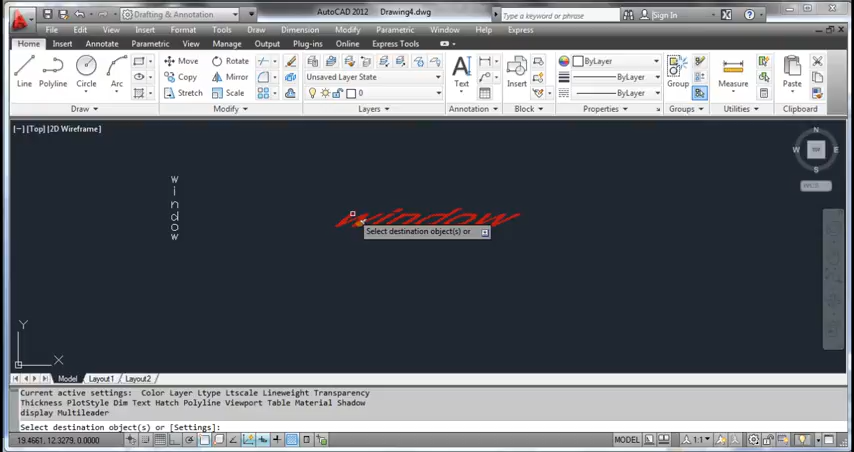 Drafting & Annotation
AutoCAD 2012 Drawing4.dwg
Type a keyword or phrase
Sign In
File Edit View Insert Format Tools Draw Dimension Modify Parametric Window Help Express
Home Insert Annotate Parametric View Manage Output Plug-ins Online Express Tools
Line Polyline Circle Arc
Move Rotate
Copy Mirror
Stretch Scale
Unsaved Layer State
0
Text
Insert
ByLayer
ByLayer
ByLayer
Group
Measure
Paste
Draw Modify Layers Annotation Block Properties Groups Utilities Clipboard
[−] [Top] [2D Wireframe]
N
W E
S
w
i
n
d
o
w
window
Select destination object(s) or
Y
X
Model Layout1 Layout2
Current active settings: Color Layer Ltype Ltscale Lineweight Transparency
Thickness PlotStyle Dim Text Hatch Polyline Viewport Table Material Shadow
display Multileader
Select destination object(s) or [Settings]:
19.4661, 12.3279, 0.0000
MODEL
1:1